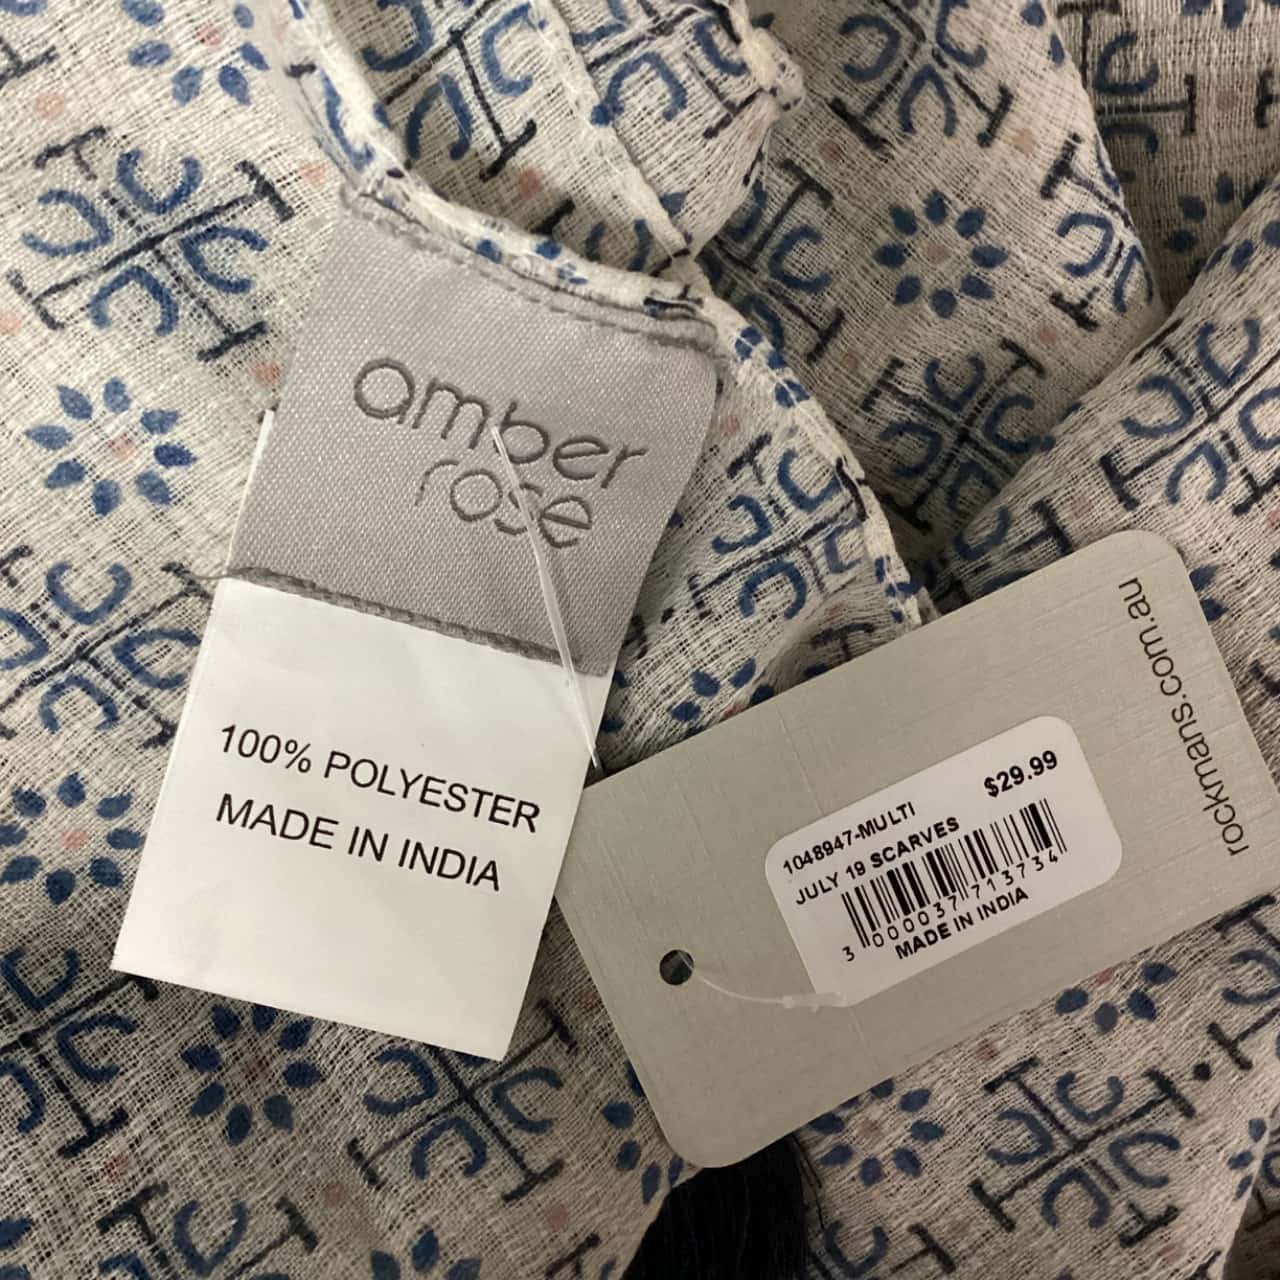 amber
rose
100% POLYESTER
MADE IN INDIA
rockmans.com.au
$29.99
1048947-MULTI
JULY 19 SCARVES
3 000037 713734
MADE IN INDIA